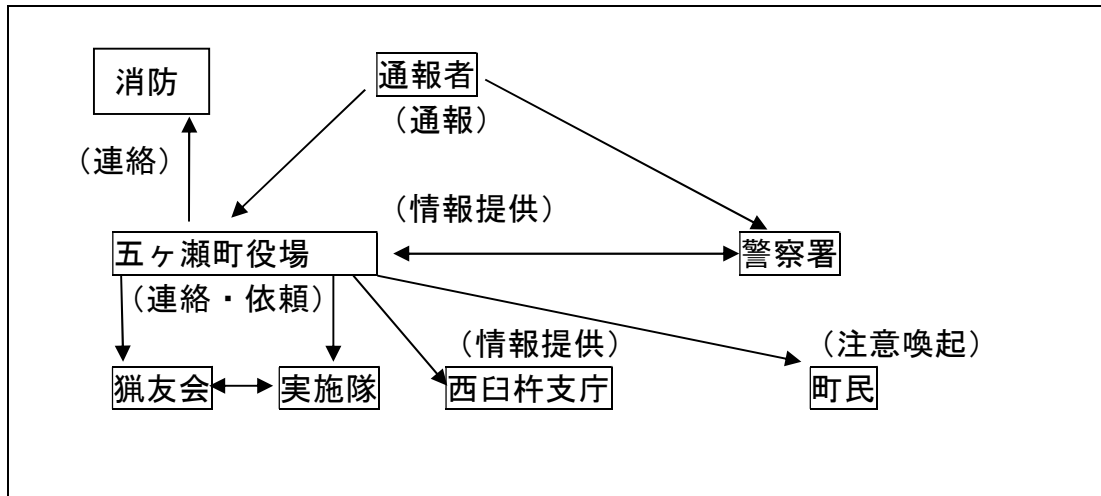 消防
通報者
（通報）
（連絡）
（情報提供）
五ヶ瀬町役場
警察署
（連絡・依頼）
（情報提供）
（注意喚起）
猟友会
実施隊
西臼杵支庁
町民